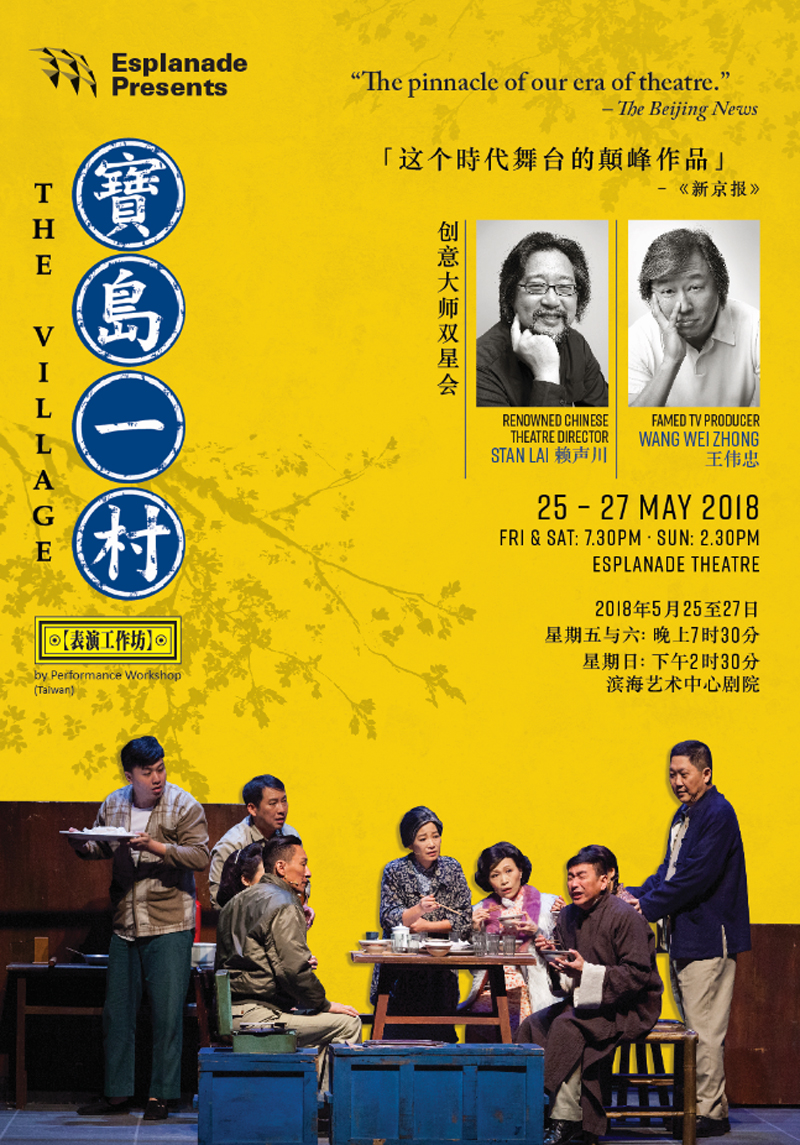 Esplanade
Presents
“The pinnacle of our era of theatre.”
– The Beijing News
「这个時代舞台的颠峰作品」
– 《新京报》
THE VILLAGE
寶島一村
【表演工作坊】
by Performance Workshop
(Taiwan)
创意大师双星会
RENOWNED CHINESE
THEATRE DIRECTOR
STAN LAI 赖声川
FAMED TV PRODUCER
WANG WEI ZHONG
王伟忠
25 – 27 MAY 2018
FRI & SAT: 7.30PM · SUN: 2.30PM
ESPLANADE THEATRE
2018年5月25至27日
星期五与六: 晚上7时30分
星期日: 下午2时30分
滨海艺术中心剧院